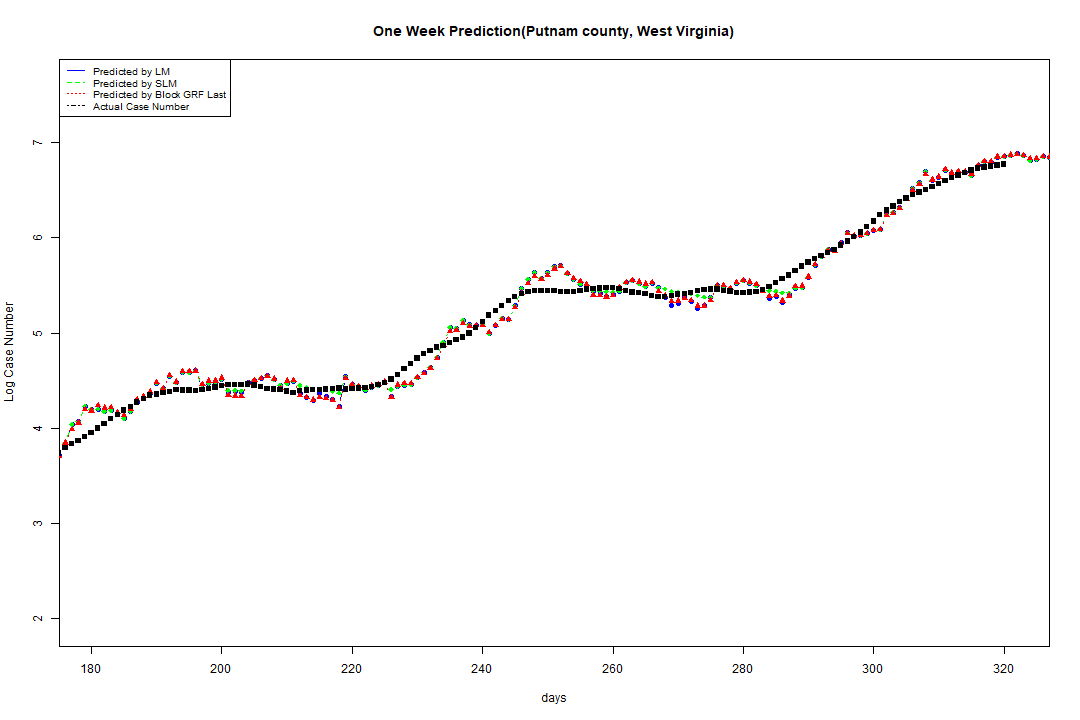 One Week Prediction(Putnam county, West Virginia)
Predicted by LM
Predicted by SLM
Predicted by Block GRF Last
Actual Case Number
7
6
5
4
3
2
Log Case Number
180 200 220 240 260 280 300 320
days